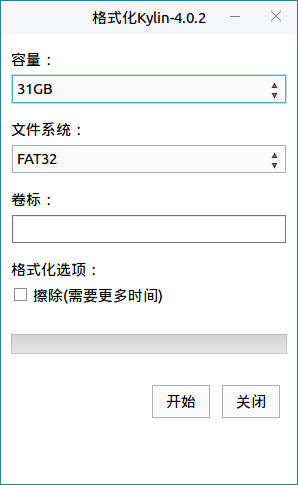 格式化Kylin-4.0.2
容量：
31GB
文件系统：
FAT32
卷标：
格式化选项：
擦除(需要更多时间)
开始 关闭